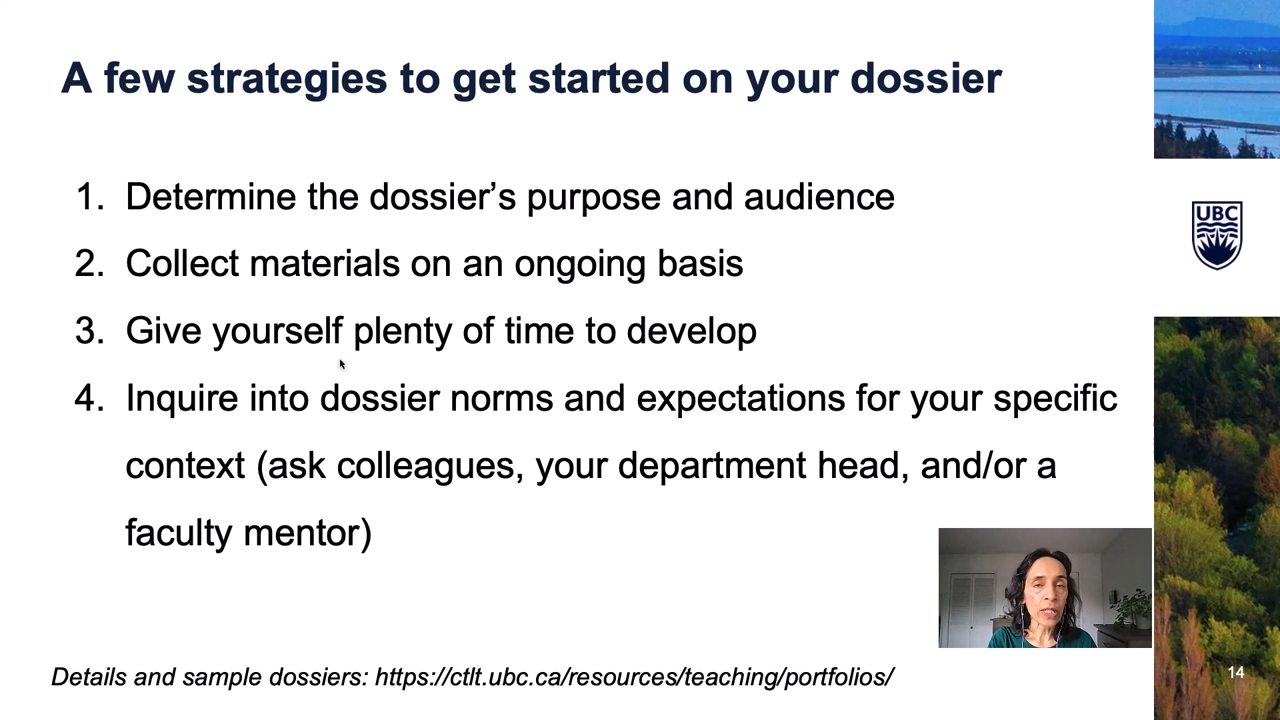 A few strategies to get started on your dossier
1. Determine the dossier’s purpose and audience
2. Collect materials on an ongoing basis
3. Give yourself plenty of time to develop
4. Inquire into dossier norms and expectations for your specific
context (ask colleagues, your department head, and/or a
faculty mentor)
UBC
Details and sample dossiers: https://ctlt.ubc.ca/resources/teaching/portfolios/
14